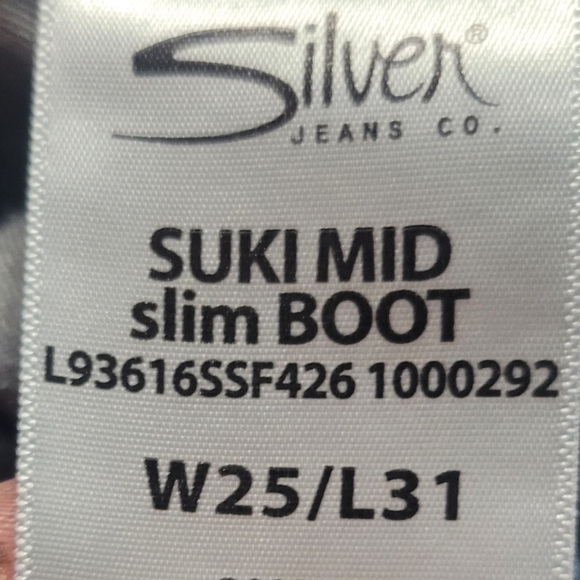 Silver®
JEANS CO.
SUKI MID
slim BOOT
L93616SSF426 1000292
W25/L31